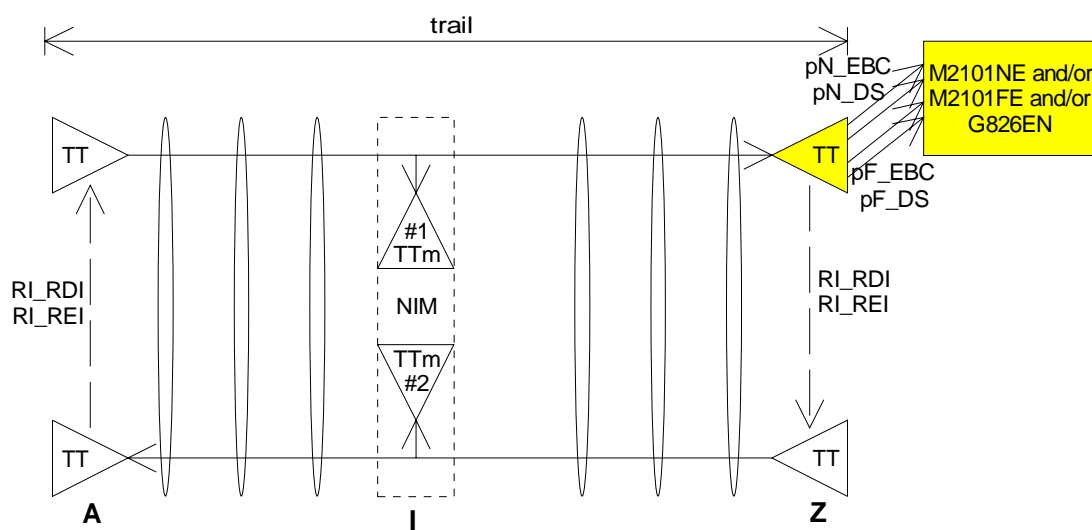 trail
pN_EBC
pN_DS
M2101NE and/or
M2101FE and/or
G826EN
TT
TT
pF_EBC
pF_DS
#1
TTm
RI_RDI
RI_REI
NIM
RI_RDI
RI_REI
TTm
#2
TT
TT
A
I
Z